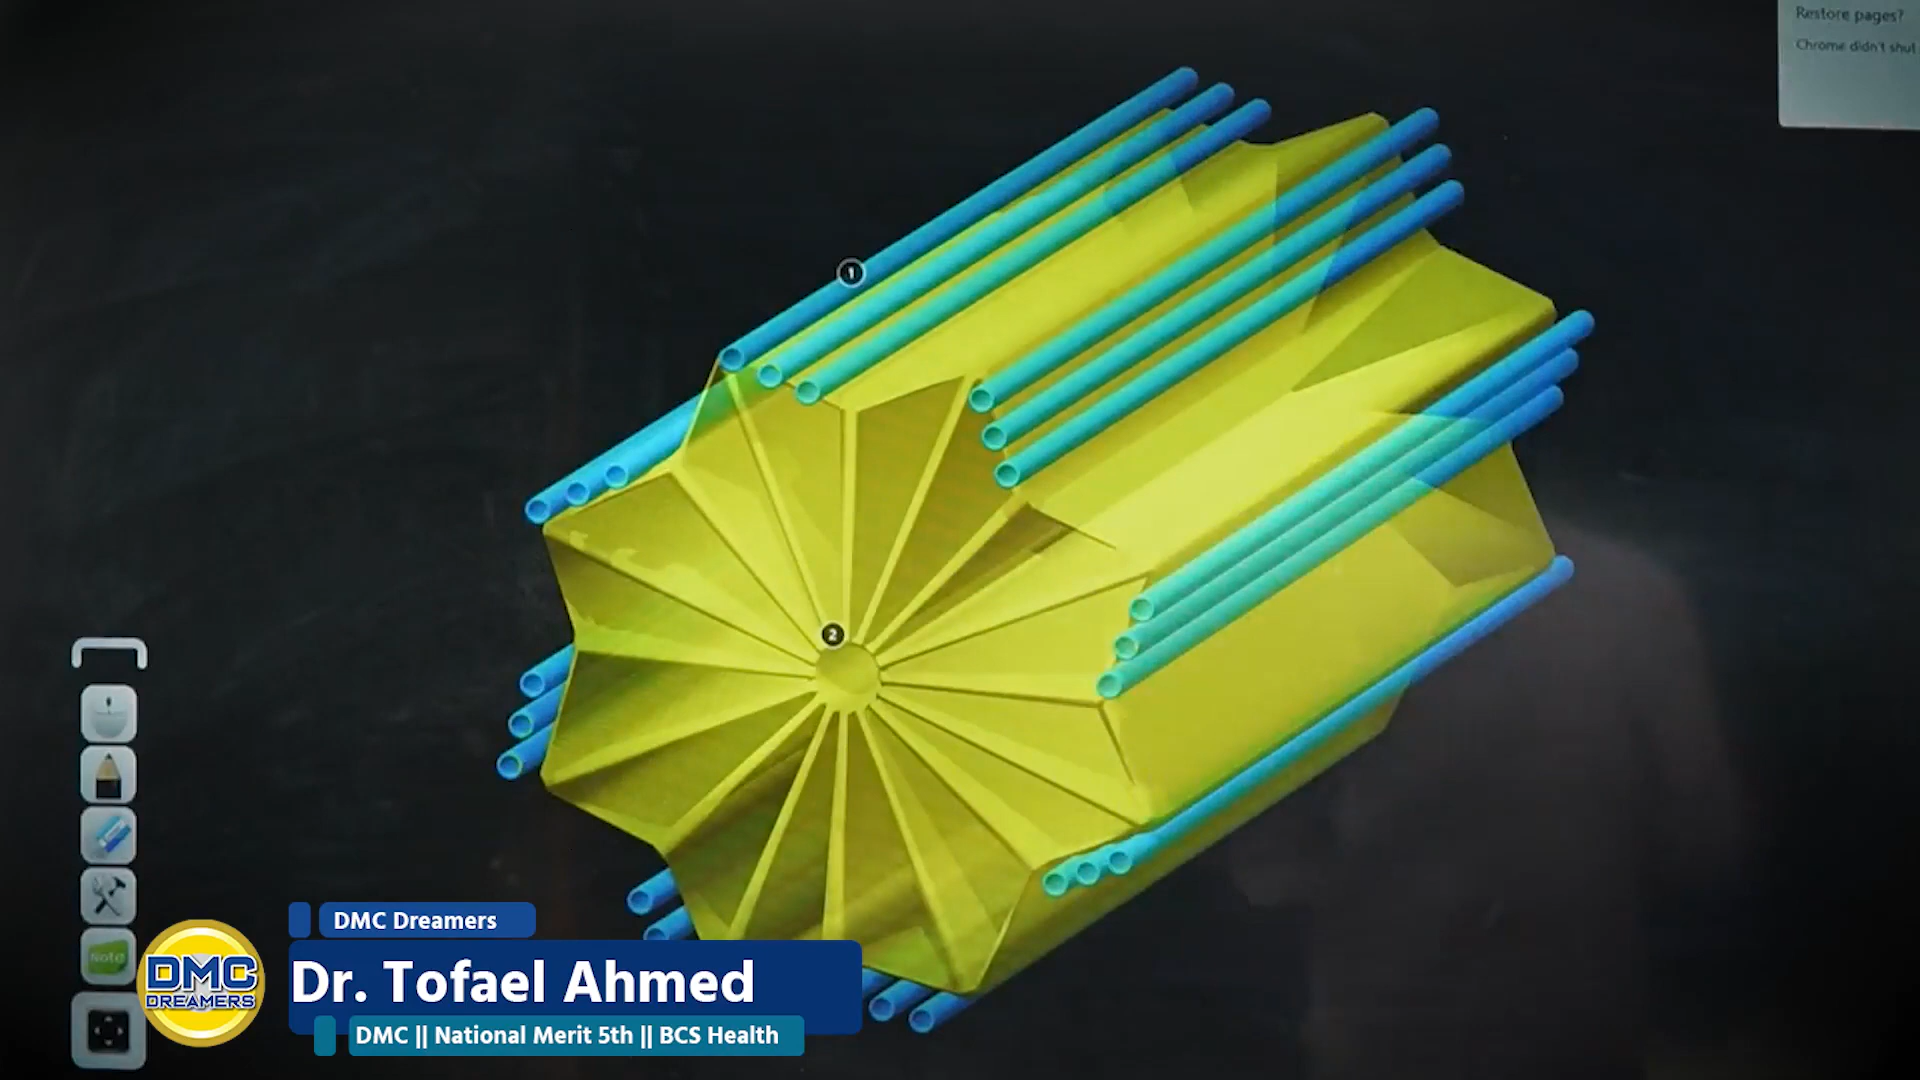 Restore pages?
Chrome didn't shut
1
2
Note
DMC
DREAMERS
DMC Dreamers
Dr. Tofael Ahmed
DMC || National Merit 5th || BCS Health